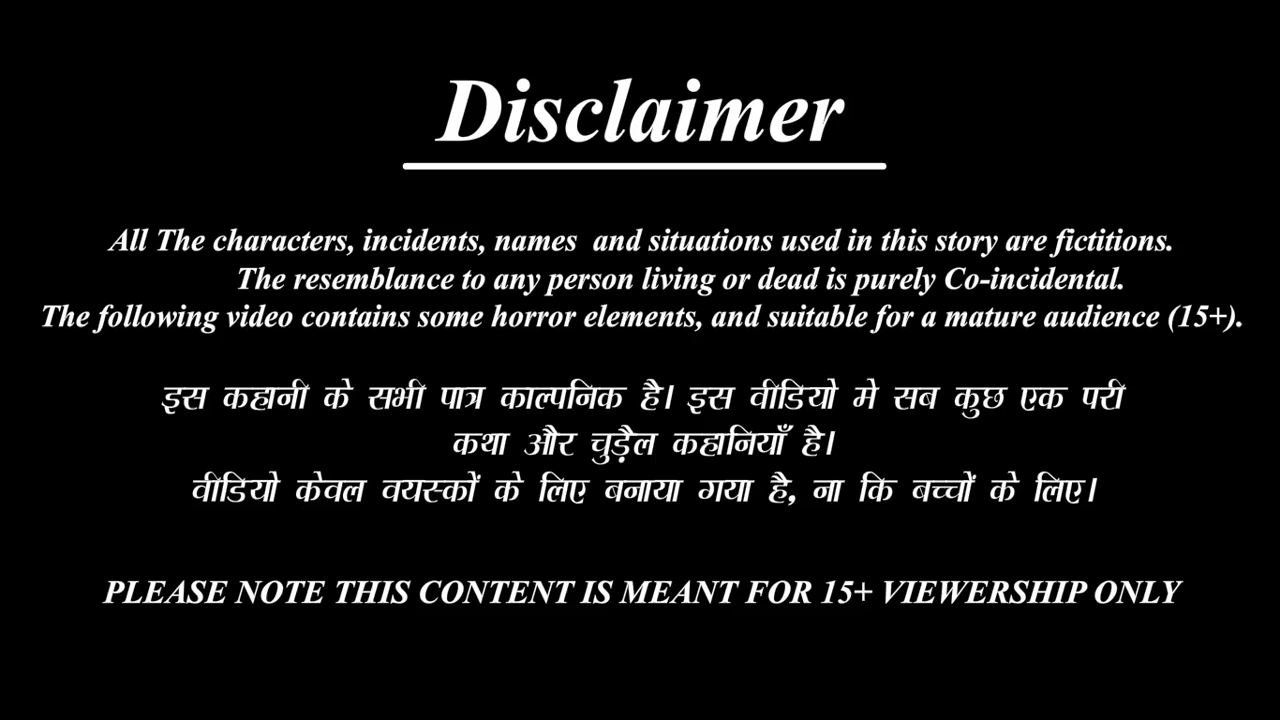 Disclaimer
All The characters, incidents, names and situations used in this story are fictitions.
The resemblance to any person living or dead is purely Co-incidental.
The following video contains some horror elements, and suitable for a mature audience (15+).
इस कहानी के सभी पात्र काल्पनिक है। इस वीडियो मे सब कुछ एक परी
कथा और चुड़ैल कहानियाँ है।
वीडियो केवल वयस्कों के लिए बनाया गया है, ना कि बच्चों के लिए।
PLEASE NOTE THIS CONTENT IS MEANT FOR 15+ VIEWERSHIP ONLY